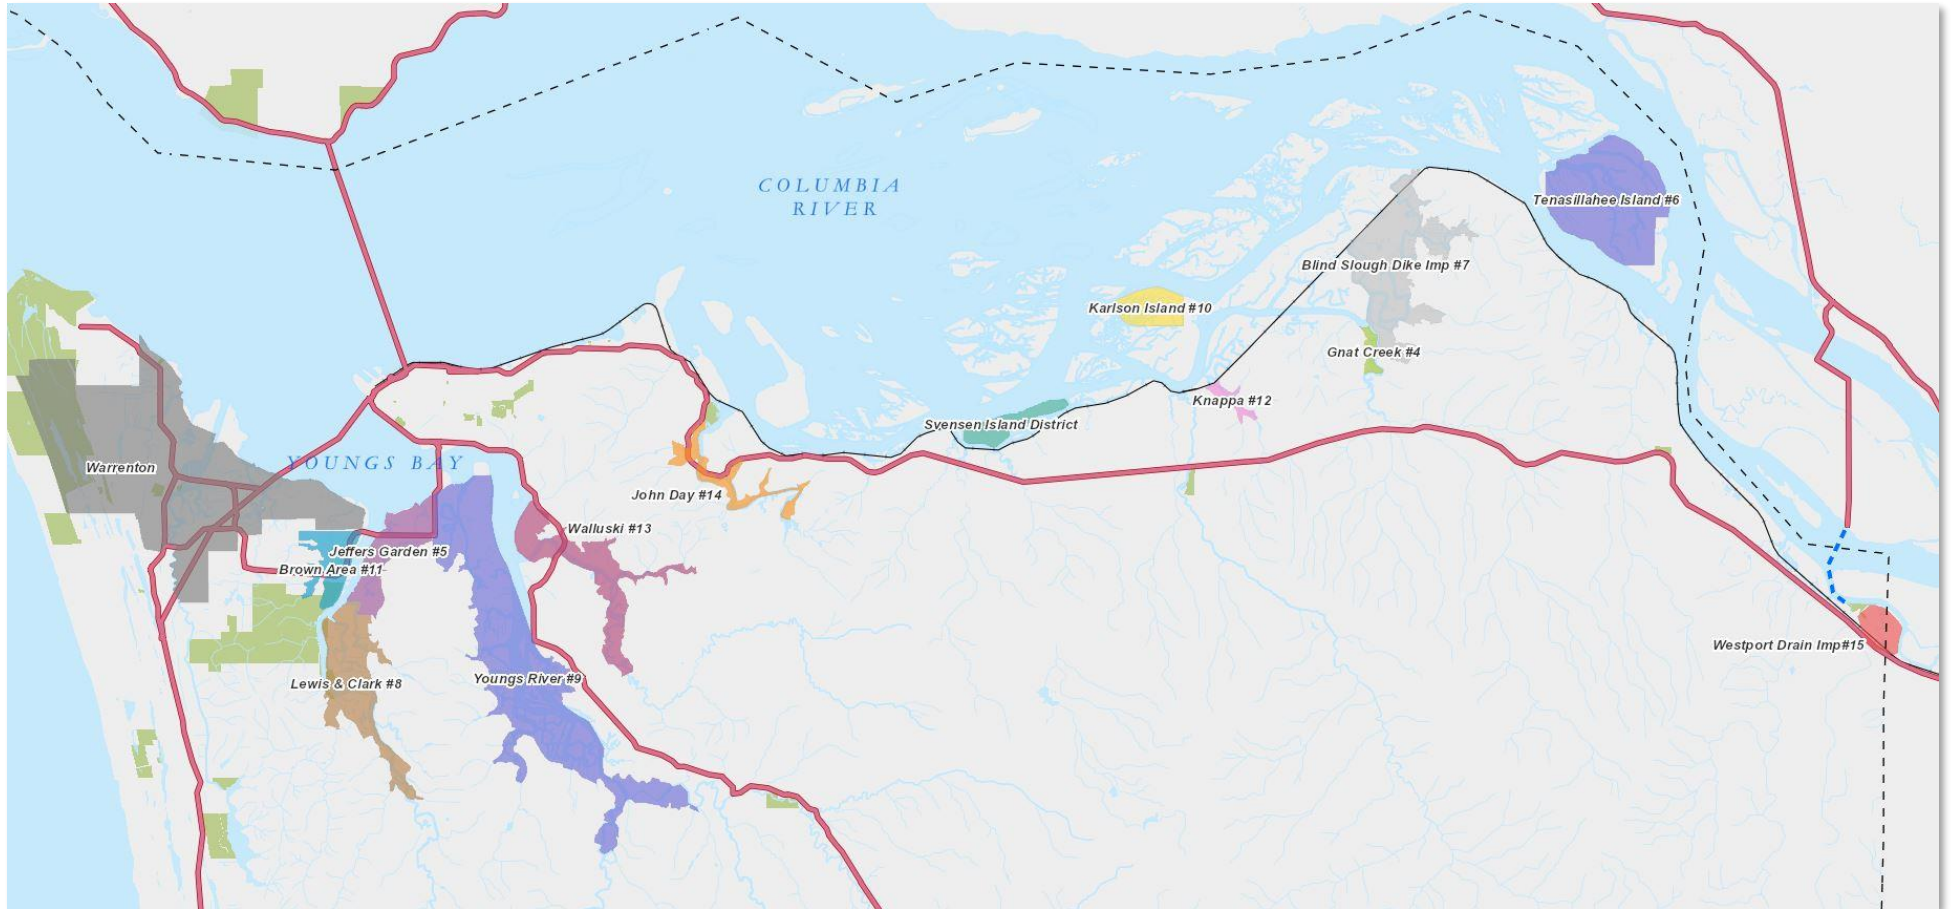 COLUMBIA
RIVER
Tenasillahee Island #6
Blind Slough Dike Imp #7
Karlson Island #10
Gnat Creek #4
Knappa #12
Svensen Island District
YOUNGS BAY
Warrenton
John Day #14
Walluski #13
Jeffers Garden #5
Brown Area #11
Westport Drain Imp#15
Youngs River #9
Lewis & Clark #8